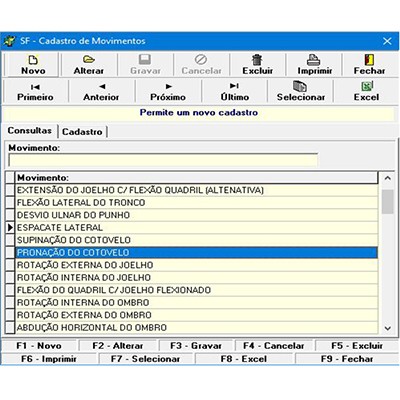 SF - Cadastro de Movimentos
Novo Alterar Gravar Cancelar Excluir Imprimir Fechar
Primeiro Anterior Próximo Último Selecionar Excel
Permite um novo cadastro
Consultas Cadastro
Movimento:
Movimento:
EXTENSÃO DO JOELHO C/ FLEXÃO QUADRIL (ALTENATIVA)
FLEXÃO LATERAL DO TRONCO
DESVIO ULNAR DO PUNHO
ESPACATE LATERAL
SUPINAÇÃO DO COTOVELO
PRONAÇÃO DO COTOVELO
ROTAÇÃO EXTERNA DO JOELHO
ROTAÇÃO INTERNA DO JOELHO
FLEXÃO DO QUADRIL C/ JOELHO FLEXIONADO
ROTAÇÃO INTERNA DO OMBRO
ROTAÇÃO EXTERNA DO OMBRO
ABDUÇÃO HORIZONTAL DO OMBRO
F1 - Novo F2 - Alterar F3 - Gravar F4 - Cancelar F5 - Excluir
F6 - Imprimir F7 - Selecionar F8 - Excel F9 - Fechar